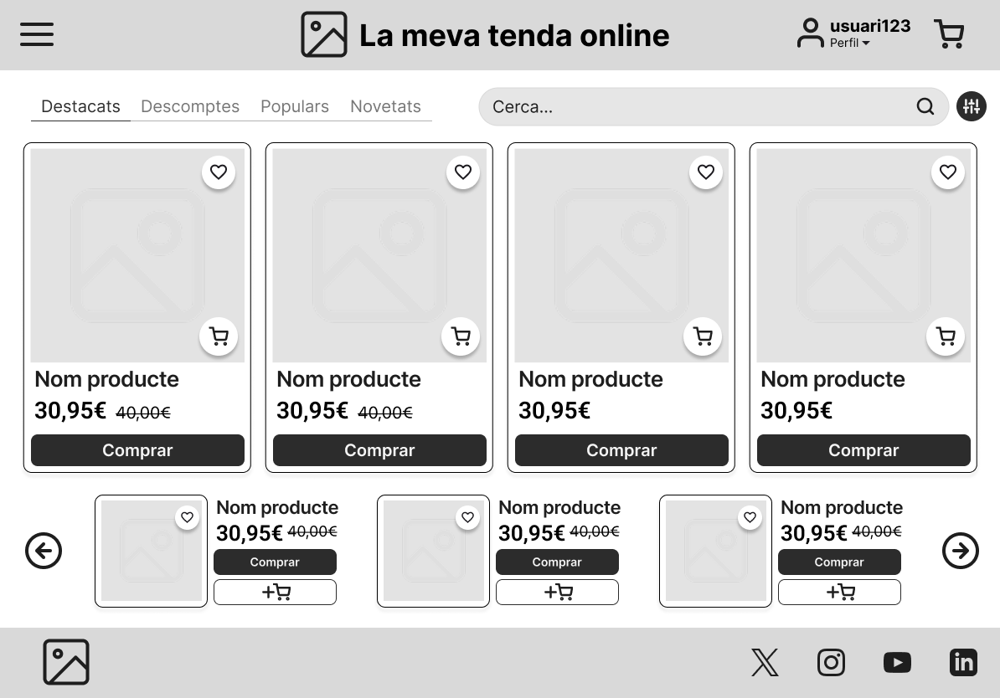 La meva tenda online
usuari123
Perfil
Destacats Descomptes Populars Novetats
Cerca...
Nom producte
30,95€ 40,00€
Comprar
Nom producte
30,95€ 40,00€
Comprar
Nom producte
30,95€
Comprar
Nom producte
30,95€
Comprar
Nom producte
30,95€ 40,00€
Comprar
+
Nom producte
30,95€ 40,00€
Comprar
+
Nom producte
30,95€ 40,00€
Comprar
+
in